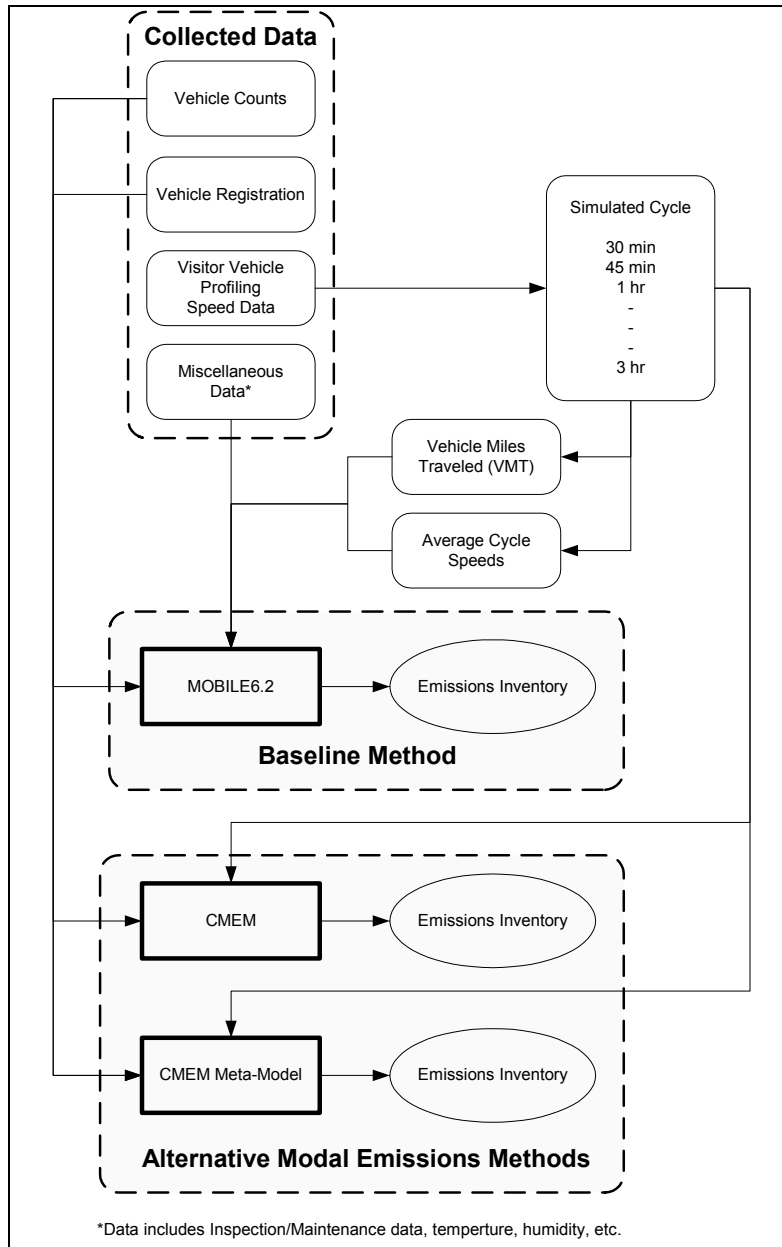 Collected Data
Vehicle Counts
Vehicle Registration
Visitor Vehicle
Profiling
Speed Data
Miscellaneous
Data*
Simulated Cycle
30 min
45 min
1 hr
-
-
-
3 hr
Vehicle Miles
Traveled (VMT)
Average Cycle
Speeds
MOBILE6.2
Emissions Inventory
Baseline Method
CMEM
Emissions Inventory
CMEM Meta-Model
Emissions Inventory
Alternative Modal Emissions Methods
*Data includes Inspection/Maintenance data, temperture, humidity, etc.